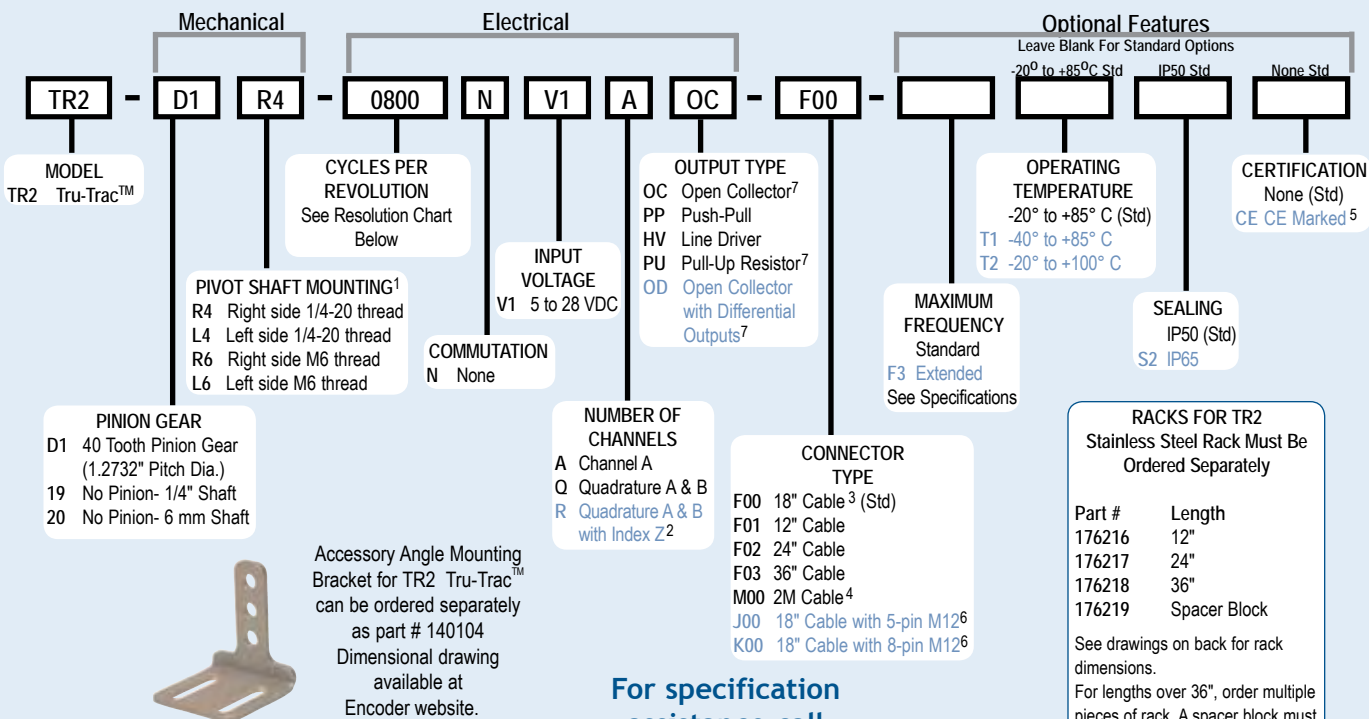 Mechanical
Electrical
Optional Features
Leave Blank For Standard Options
-20⁰ to +85⁰C Std
IP50 Std
None Std
TR2 - D1 R4 - 0800 N V1 A OC - F00 -
MODEL
TR2 Tru-Trac™
CYCLES PER
REVOLUTION
See Resolution Chart
Below
OUTPUT TYPE
OC Open Collector⁷
PP Push-Pull
HV Line Driver
PU Pull-Up Resistor⁷
OD Open Collector
with Differential
Outputs⁷
OPERATING
TEMPERATURE
-20° to +85° C (Std)
T1 -40° to +85° C
T2 -20° to +100° C
CERTIFICATION
None (Std)
CE CE Marked ⁵
INPUT
VOLTAGE
V1 5 to 28 VDC
PIVOT SHAFT MOUNTING¹
R4 Right side 1/4-20 thread
L4 Left side 1/4-20 thread
R6 Right side M6 thread
L6 Left side M6 thread
COMMUTATION
N None
MAXIMUM
FREQUENCY
Standard
F3 Extended
See Specifications
SEALING
IP50 (Std)
S2 IP65
PINION GEAR
D1 40 Tooth Pinion Gear
(1.2732" Pitch Dia.)
19 No Pinion- 1/4" Shaft
20 No Pinion- 6 mm Shaft
NUMBER OF
CHANNELS
A Channel A
Q Quadrature A & B
R Quadrature A & B
with Index Z²
CONNECTOR
TYPE
F00 18" Cable ³ (Std)
F01 12" Cable
F02 24" Cable
F03 36" Cable
M00 2M Cable⁴
J00 18" Cable with 5-pin M12⁶
K00 18" Cable with 8-pin M12⁶
RACKS FOR TR2
Stainless Steel Rack Must Be
Ordered Separately
Part # Length
176216 12"
176217 24"
176218 36"
176219 Spacer Block
See drawings on back for rack
dimensions.
For lengths over 36", order multiple
pieces of rack. A spacer block must
Accessory Angle Mounting
Bracket for TR2 Tru-Trac™
can be ordered separately
as part # 140104
Dimensional drawing
available at
Encoder website.
For specification
assistance call